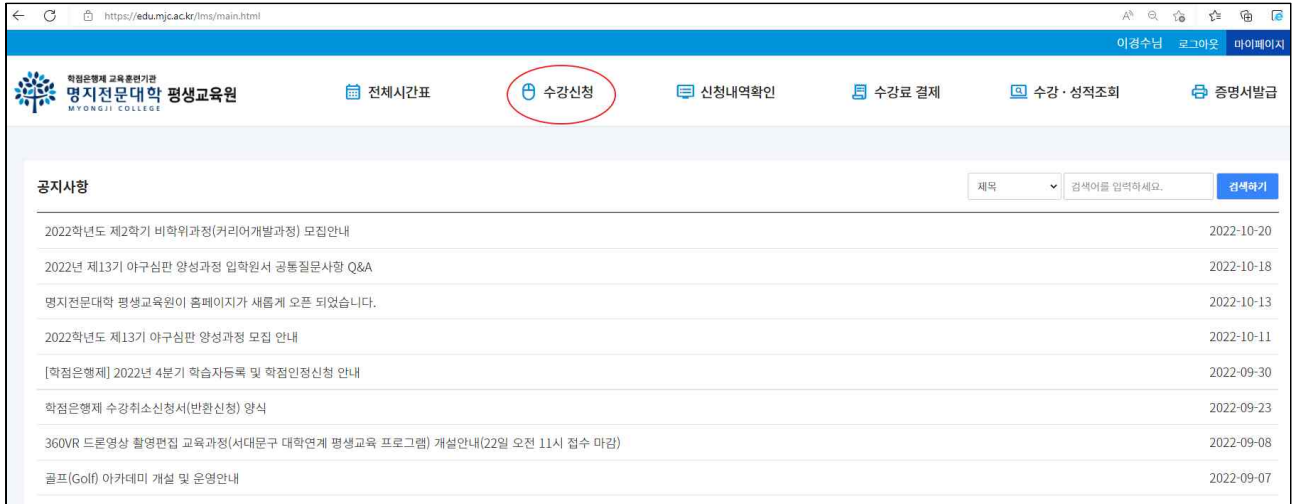 https://edu.mjc.ac.kr/lms/main.html
이경수님 로그아웃 마이페이지
학점은행제 교육훈련기관
명지전문대학 평생교육원
MYONGJI COLLEGE
전체시간표 수강신청 신청내역확인 수강료 결제 수강 · 성적조회 증명서발급
공지사항 제목 검색어를 입력하세요. 검색하기
2022학년도 제2학기 비학위과정(커리어개발과정) 모집안내 2022-10-20
2022년 제13기 야구심판 양성과정 입학원서 공통질문사항 Q&A 2022-10-18
명지전문대학 평생교육원이 홈페이지가 새롭게 오픈 되었습니다. 2022-10-13
2022학년도 제13기 야구심판 양성과정 모집 안내 2022-10-11
[학점은행제] 2022년 4분기 학습자등록 및 학점인정신청 안내 2022-09-30
학점은행제 수강취소신청서(반환신청) 양식 2022-09-23
360VR 드론영상 촬영편집 교육과정(서대문구 대학연계 평생교육 프로그램) 개설안내(22일 오전 11시 접수 마감) 2022-09-08
골프(Golf) 아카데미 개설 및 운영안내 2022-09-07